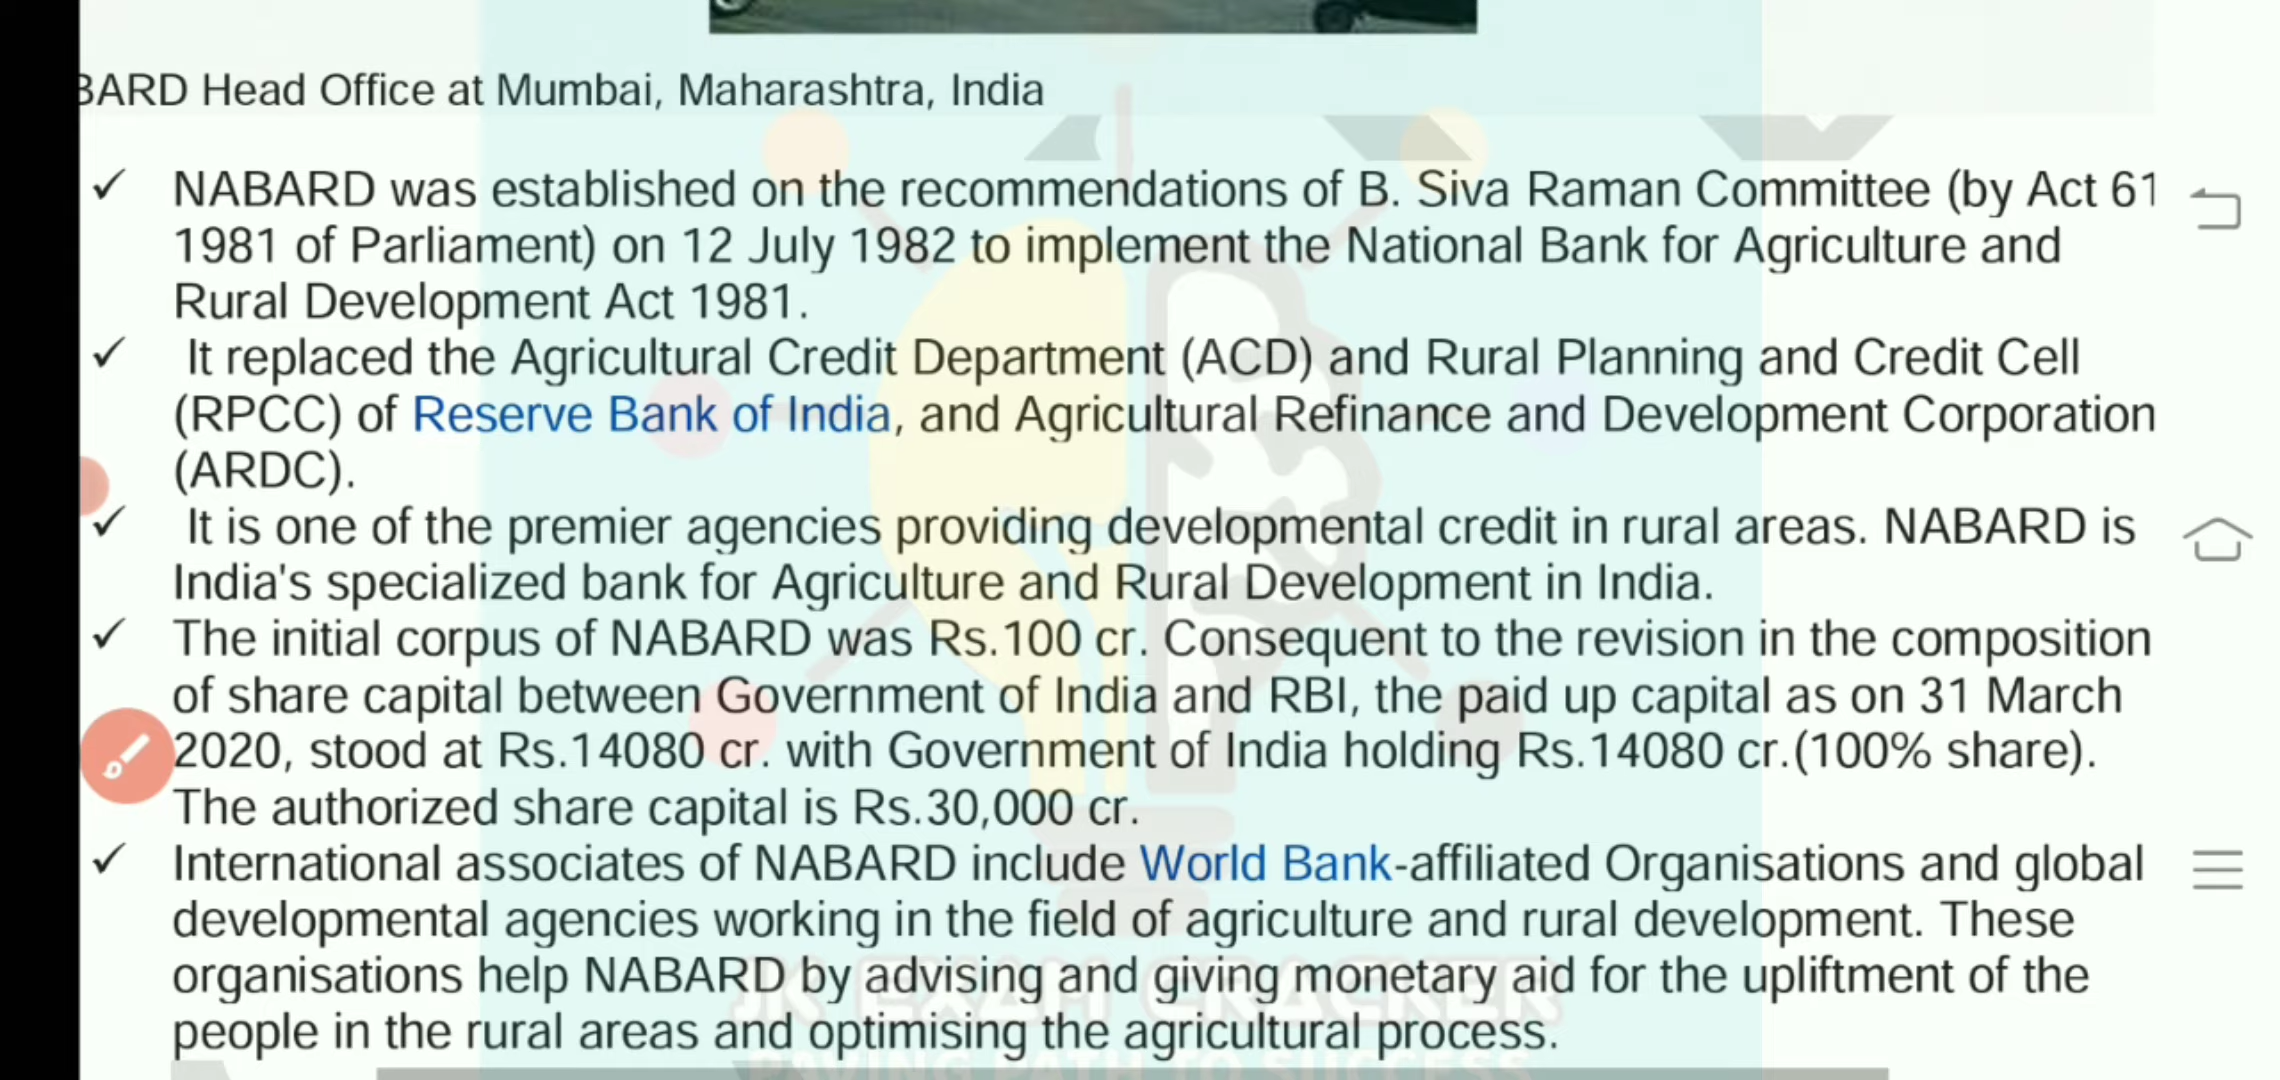 BARD Head Office at Mumbai, Maharashtra, India
✓ NABARD was established on the recommendations of B. Siva Raman Committee (by Act 61
1981 of Parliament) on 12 July 1982 to implement the National Bank for Agriculture and
Rural Development Act 1981.
✓ It replaced the Agricultural Credit Department (ACD) and Rural Planning and Credit Cell
(RPCC) of Reserve Bank of India, and Agricultural Refinance and Development Corporation
(ARDC).
✓ It is one of the premier agencies providing developmental credit in rural areas. NABARD is
India's specialized bank for Agriculture and Rural Development in India.
✓ The initial corpus of NABARD was Rs.100 cr. Consequent to the revision in the composition
of share capital between Government of India and RBI, the paid up capital as on 31 March
2020, stood at Rs.14080 cr. with Government of India holding Rs.14080 cr.(100% share).
The authorized share capital is Rs.30,000 cr.
✓ International associates of NABARD include World Bank-affiliated Organisations and global
developmental agencies working in the field of agriculture and rural development. These
organisations help NABARD by advising and giving monetary aid for the upliftment of the
people in the rural areas and optimising the agricultural process.
JK EXAM CRACKER
PAVING PATH TO SUCCESS